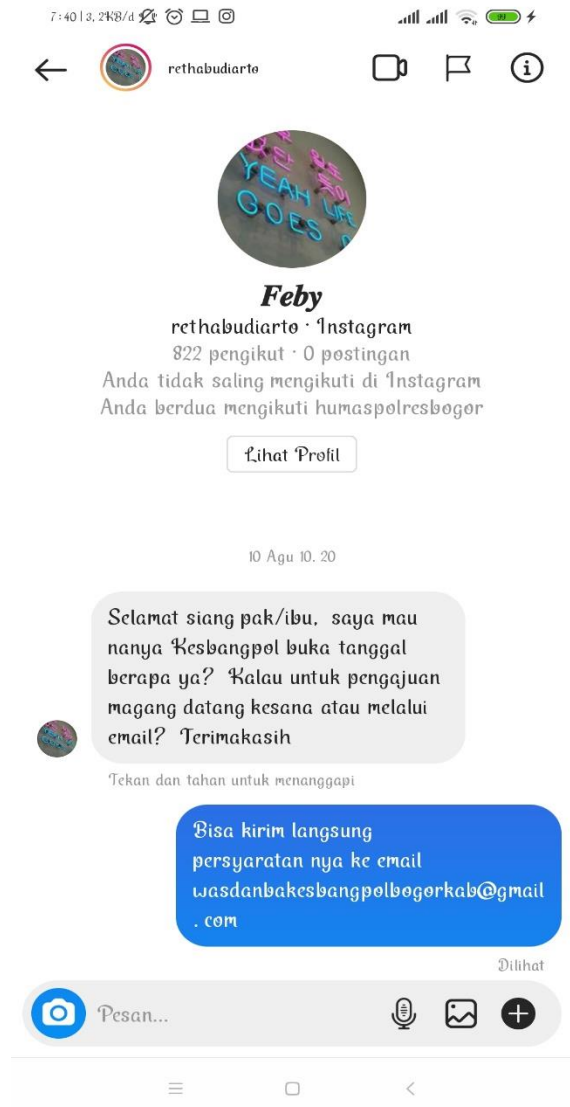 7:40 | 3, 2KB/d
rethabudiarto
YEAH LIFE
GOES
Feby
rethabudiarto · Instagram
822 pengikut · 0 postingan
Anda tidak saling mengikuti di Instagram
Anda berdua mengikuti humaspolresbogor
Lihat Profil
10 Agu 10. 20
Selamat siang pak/ibu, saya mau
nanya Kesbangpol buka tanggal
berapa ya? Kalau untuk pengajuan
magang datang kesana atau melalui
email? Terimakasih
Tekan dan tahan untuk menanggapi
Bisa kirim langsung
persyaratan nya ke email
wasdanbakesbangpolbogorkab@gmail
. com
Dilihat
Pesan...